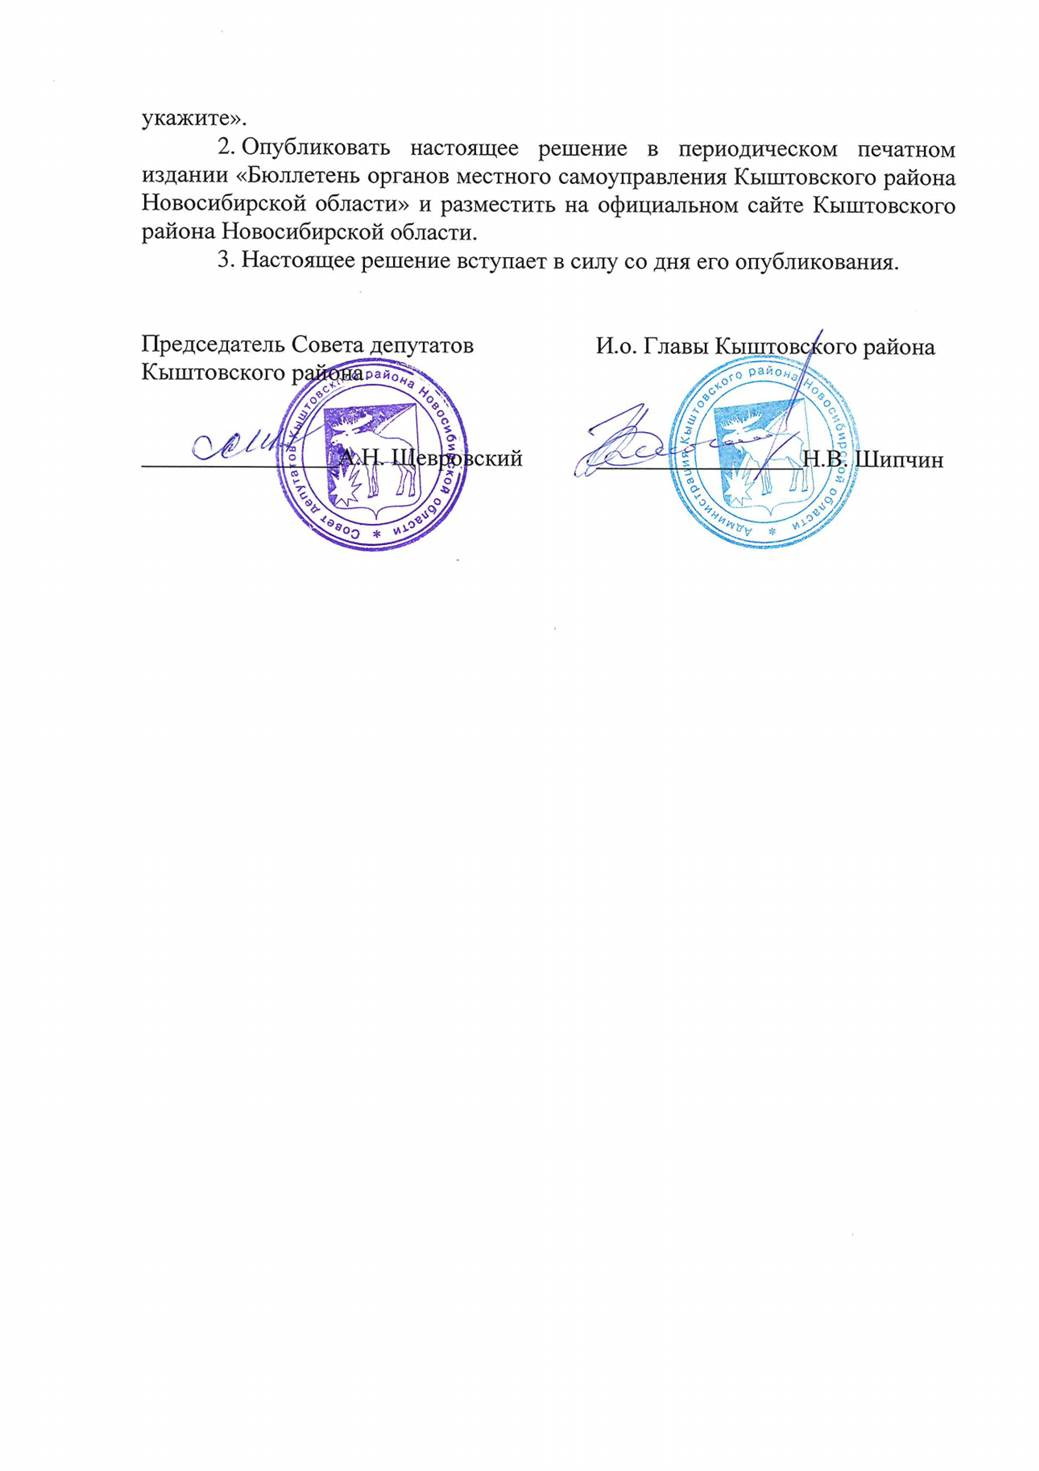 укажите».
2. Опубликовать настоящее решение в периодическом печатном
издании «Бюллетень органов местного самоуправления Кыштовского района
Новосибирской области» и разместить на официальном сайте Кыштовского
района Новосибирской области.
3. Настоящее решение вступает в силу со дня его опубликования.
Председатель Совета депутатов
Кыштовского района
А.Н. Шевровский
Совет депутатов Кыштовского района Новосибирской области *
И.о. Главы Кыштовского района
Н.В. Шипчин
Администрация Кыштовского района Новосибирской области *